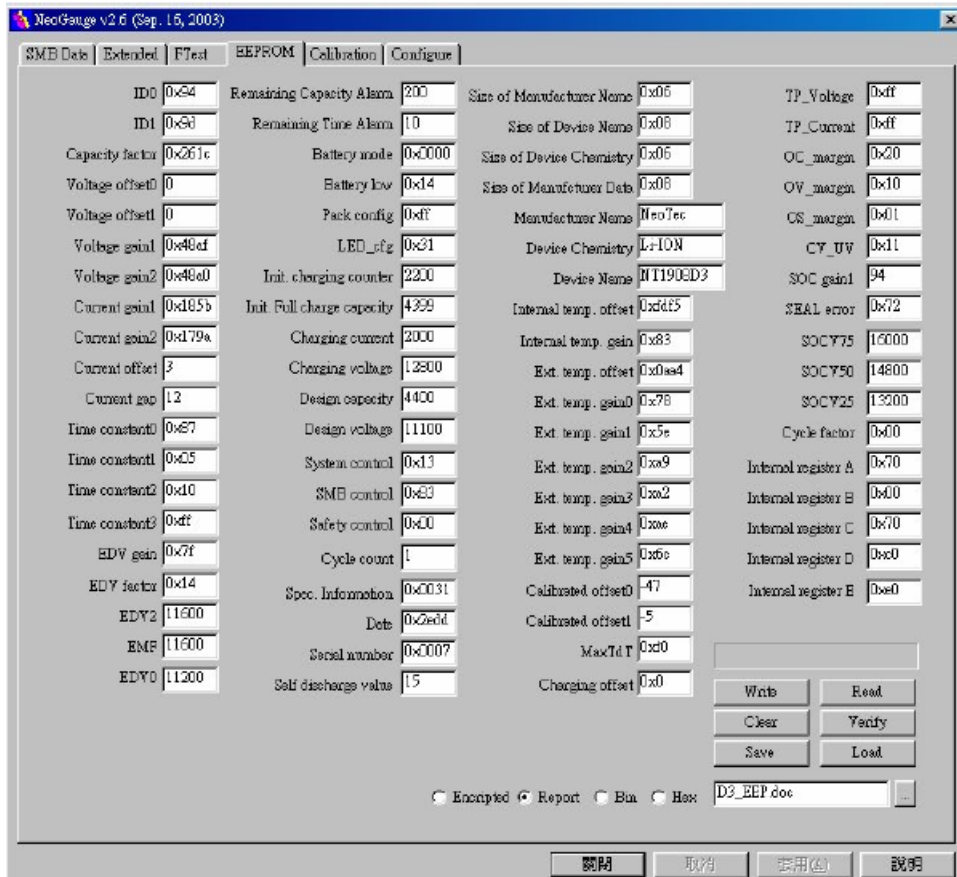 NeoGauge v2.6 (Sep. 15, 2003)
SMB Data Extended FTest EEPROM Calibration Configure
ID0 0x94
ID1 0x9d
Capacity factor 0x261c
Voltage offset0 0
Voltage offset1 0
Voltage gain1 0x48af
Voltage gain2 0x48a0
Current gain1 0x185b
Current gain2 0x179a
Current offset 3
Current gap 12
Time constant0 0x87
Time constant1 0x05
Time constant2 0x10
Time constant3 0xff
EDV gain 0x7f
EDV factor 0x14
EDV2 11600
EMF 11600
EDV0 11200
Remaining Capacity Alarm 200
Remaining Time Alarm 10
Battery mode 0x0000
Battery low 0x14
Pack config 0xff
LED_cfg 0x31
Init. charging counter 2200
Init. Full charge capacity 4399
Charging current 2000
Charging voltage 12800
Design capacity 4400
Design voltage 11100
System control 0x13
SMB control 0x83
Safety control 0x00
Cycle count 1
Spec. Information 0x0031
Date 0x2edd
Serial number 0x0007
Self discharge value 15
Size of Manufacturer Name 0x06
Size of Device Name 0x08
Size of Device Chemistry 0x06
Size of Manufcturer Data 0x08
Manufacturer Name NeoTec
Device Chemistry Li-ION
Device Name NT1908D3
Internal temp. offset 0xfdf5
Internal temp. gain 0x83
Ext. temp. offset 0x0aa4
Ext. temp. gain0 0x78
Ext. temp. gain1 0x5e
Ext. temp. gain2 0xa9
Ext. temp. gain3 0xa2
Ext. temp. gain4 0xae
Ext. temp. gain5 0x6c
Calibrated offset0 -47
Calibrated offset1 -5
MaxTdT 0xf0
Charging offset 0x0
TP_Voltage 0xff
TP_Current 0xff
OC_margin 0x20
OV_margin 0x10
OS_margin 0x01
CV_UV 0x11
SOC gain1 94
SEAL error 0x72
SOCV75 16000
SOCV50 14800
SOCV25 13200
Cycle factor 0x00
Internal register A 0x70
Internal register B 0x00
Internal register C 0x70
Internal register D 0xc0
Internal register E 0xe0
Write Read
Clear Verify
Save Load
Encripted Report Bin Hex D3_EEP.doc ...
關閉 取消 套用(A) 說明